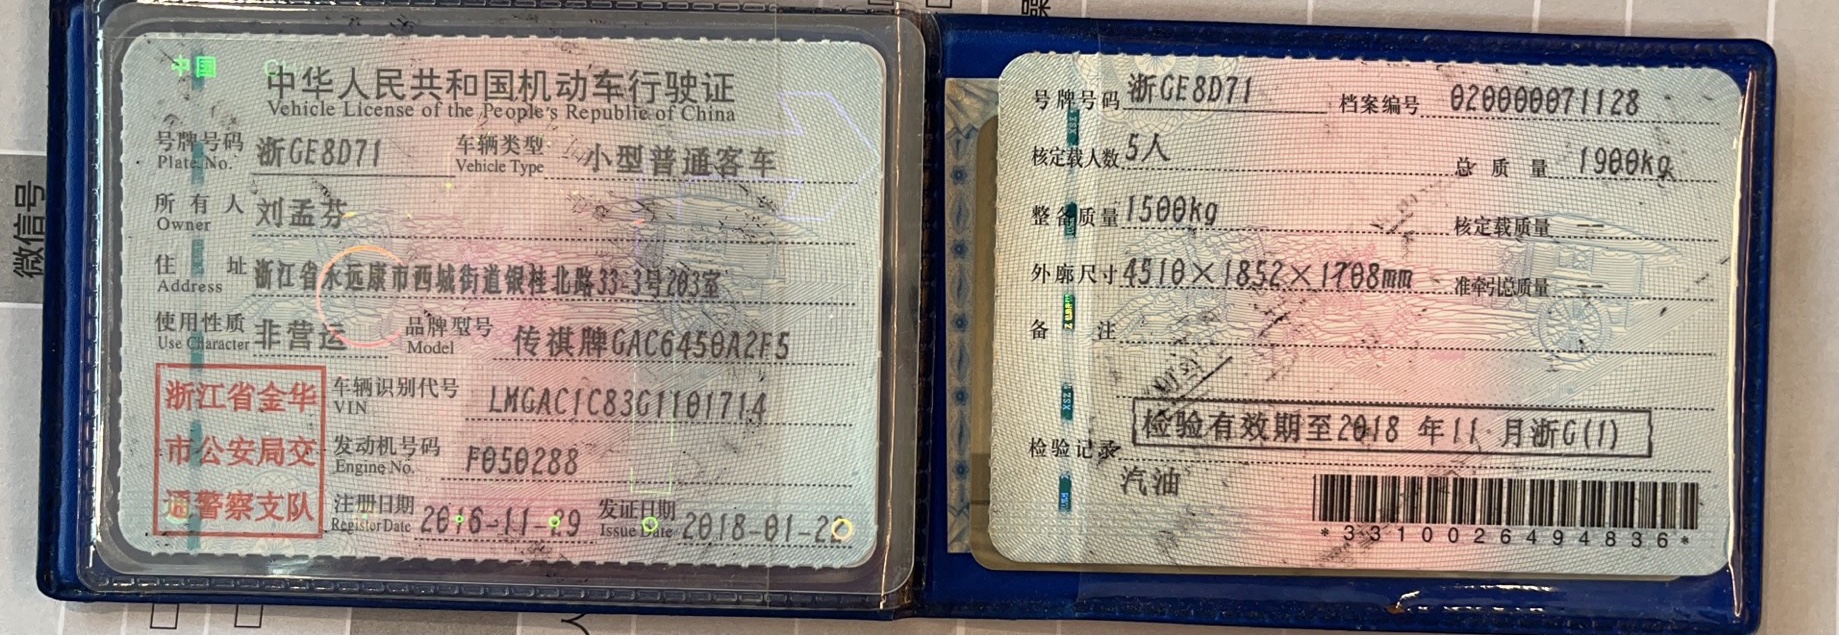 微信号
中国
中华人民共和国机动车行驶证
Vehicle License of the People's Republic of China
号牌号码 浙GE8D71 车辆类型 小型普通客车
Plate No. Vehicle Type
所有人 刘孟芬
Owner
住址 浙江省永远康市西城街道银桂北路33-3号203室
Address
使用性质 非营运 品牌型号 传祺牌GAC6450A2F5
Use Character Model
浙江省金华
市公安局交
通警察支队
车辆识别代号 LMGAC1C83G1101714
VIN
发动机号码 F050288
Engine No.
注册日期 2016-11-29 发证日期 2018-01-22
Register Date Issue Date
号牌号码 浙GE8D71 档案编号 020000071128
核定载人数 5人 总质量 1900kg
整备质量 1500kg 核定载质量 --
外廓尺寸 4510×1852×1708mm 准牵引总质量 --
备注
检验记录 检验有效期至2018年11月浙G(1)
汽油
*3310026494836*